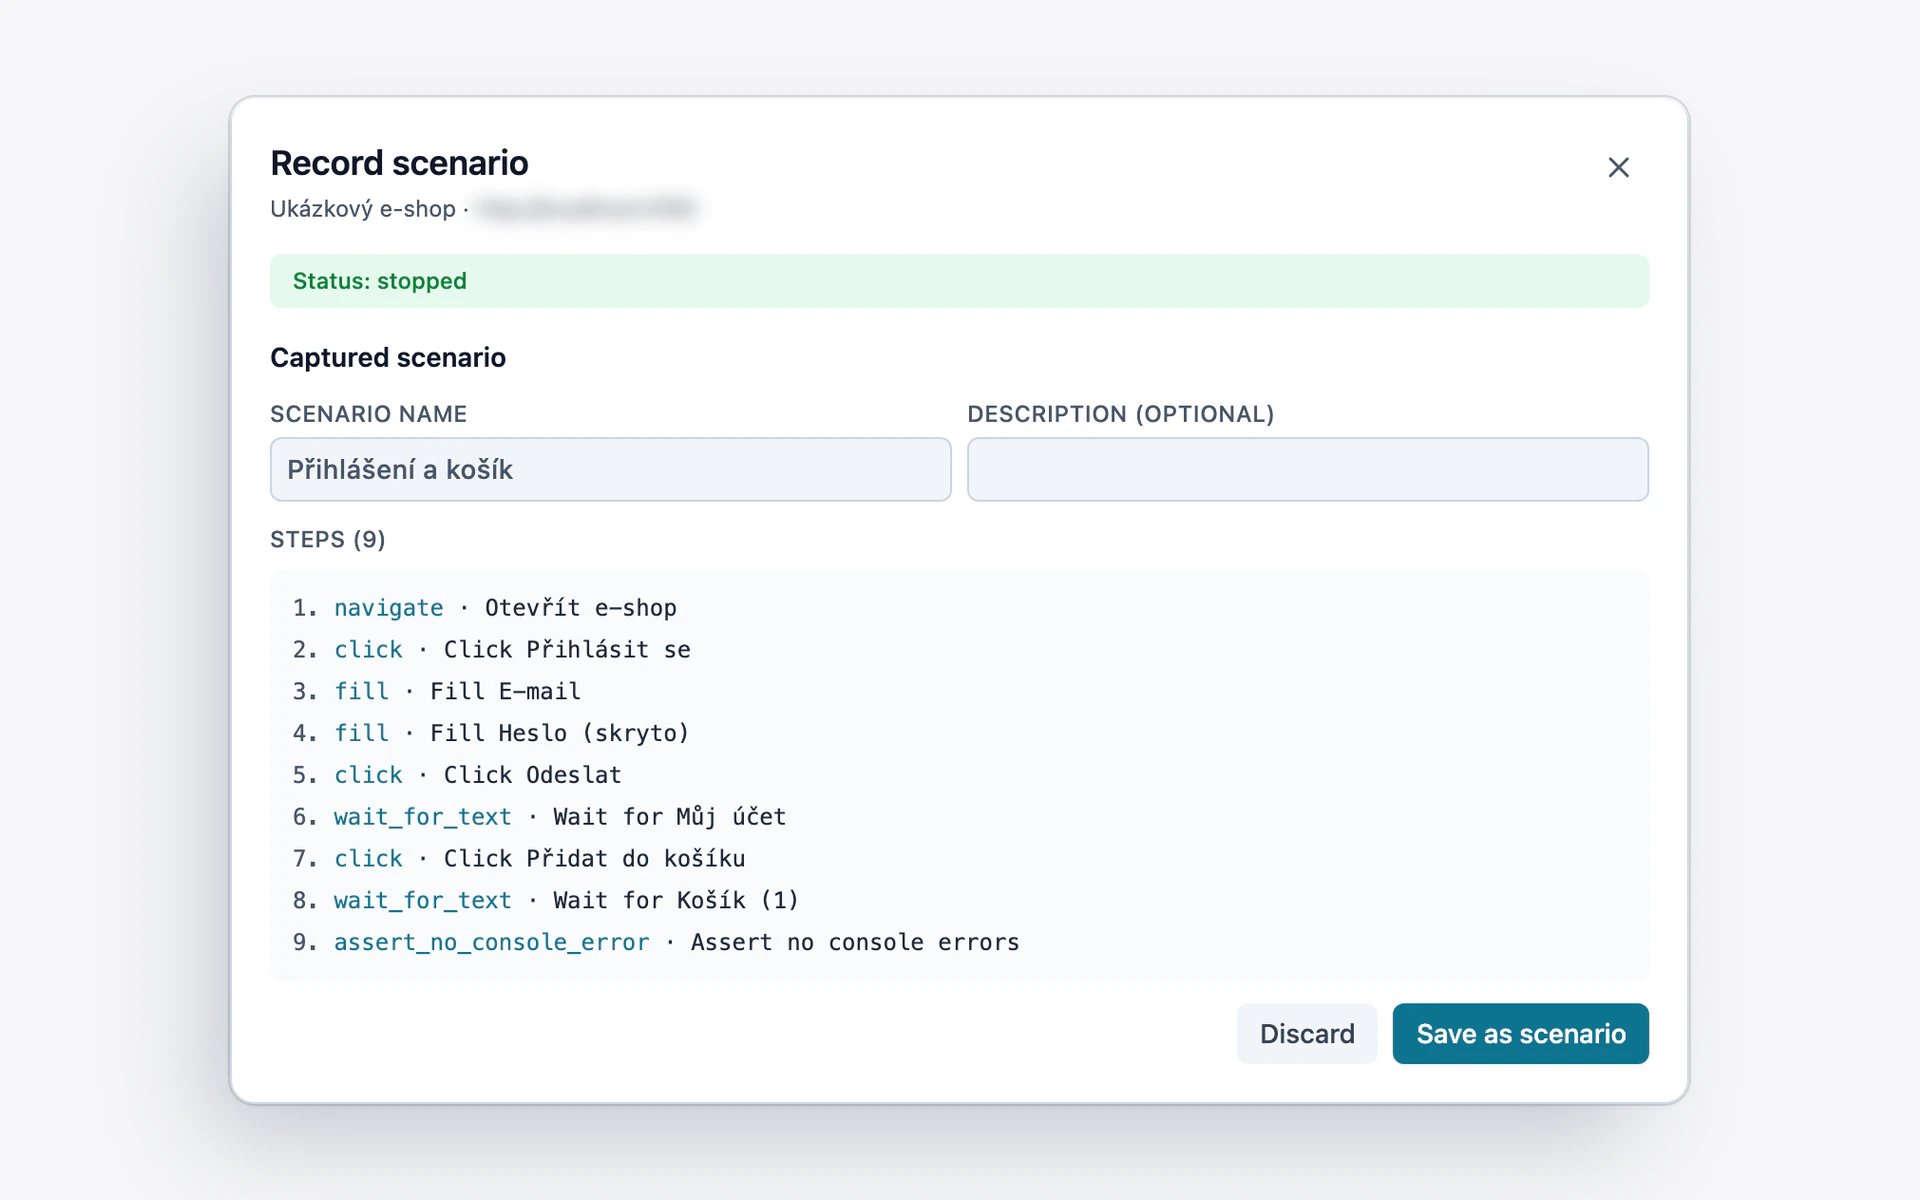 Record scenario
Ukázkový e-shop ·
Status: stopped
Captured scenario
SCENARIO NAME
DESCRIPTION (OPTIONAL)
Přihlášení a košík
STEPS (9)
1. navigate · Otevřít e-shop
2. click · Click Přihlásit se
3. fill · Fill E-mail
4. fill · Fill Heslo (skryto)
5. click · Click Odeslat
6. wait_for_text · Wait for Můj účet
7. click · Click Přidat do košíku
8. wait_for_text · Wait for Košík (1)
9. assert_no_console_error · Assert no console errors
Discard
Save as scenario